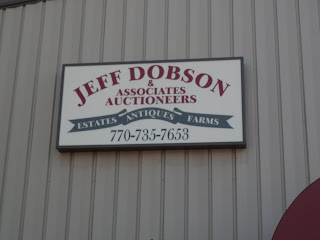 JEFF DOBSON
&
ASSOCIATES
AUCTIONEERS
ESTATES ANTIQUES FARMS
770-735-7653